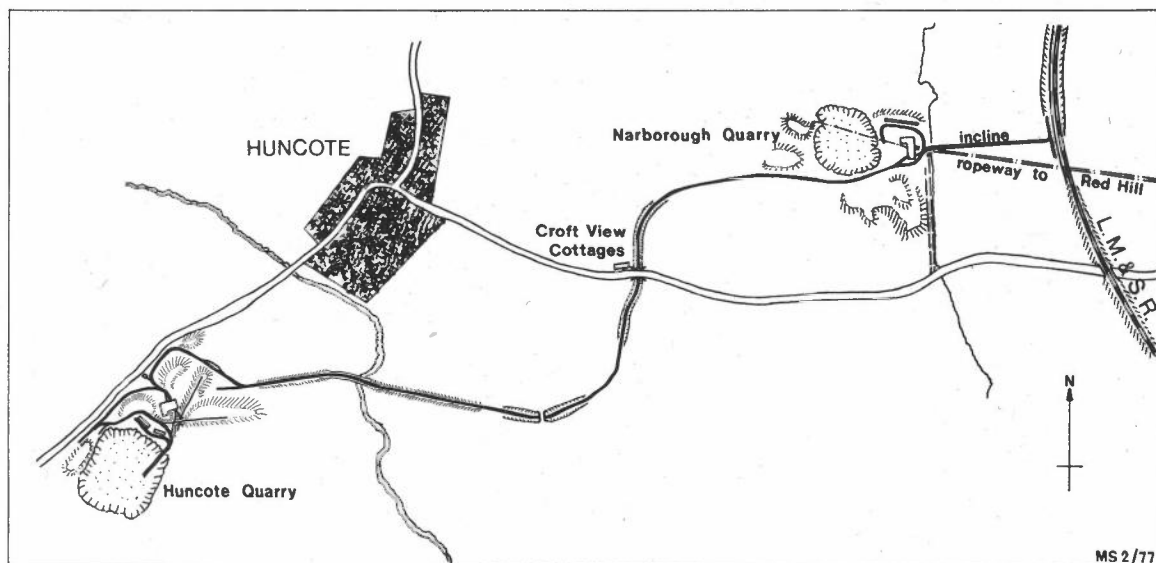 HUNCOTE
Narborough Quarry
incline
ropeway to Red Hill
Croft View
Cottages
L.M.&S.R.
N
Huncote Quarry
MS 2/77